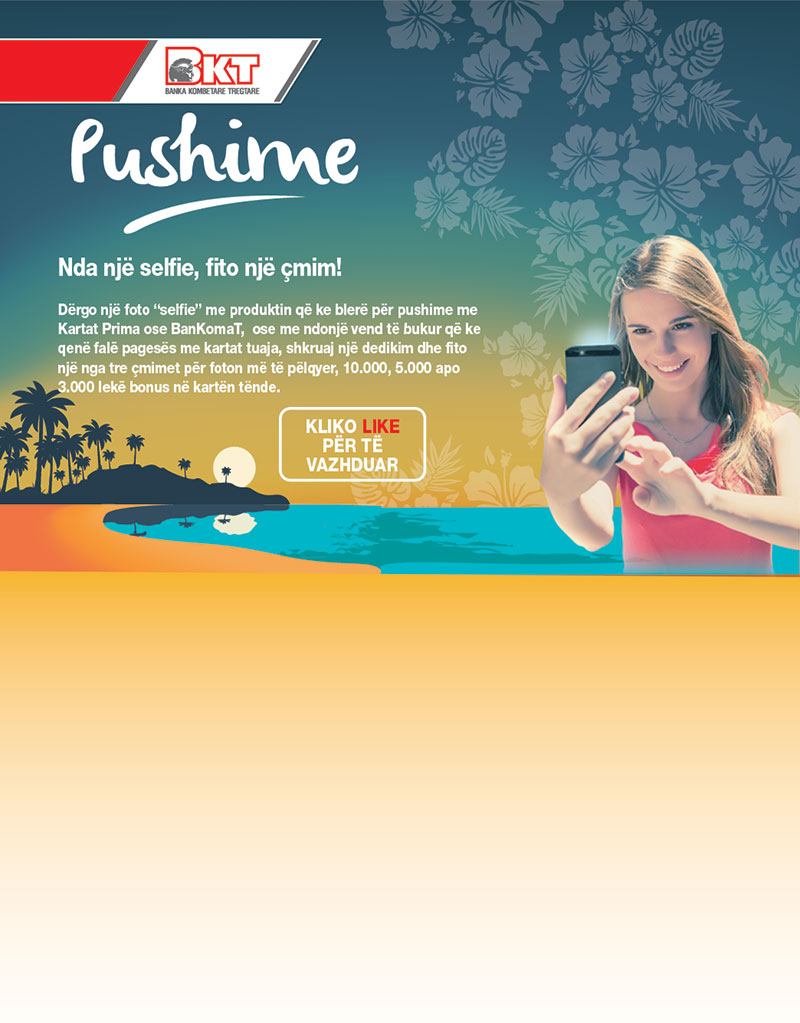 BKT
BANKA KOMBETARE TREGTARE
Pushime
Nda një selfie, fito një çmim!
Dërgo një foto “selfie” me produktin që ke blerë për pushime me
Kartat Prima ose BanKomaT,  ose me ndonjë vend të bukur që ke
qenë falë pagesës me kartat tuaja, shkruaj një dedikim dhe fito
një nga tre çmimet për foton më të pëlqyer, 10.000, 5.000 apo
3.000 lekë bonus në kartën tënde.
KLIKO LIKE
PËR TË
VAZHDUAR